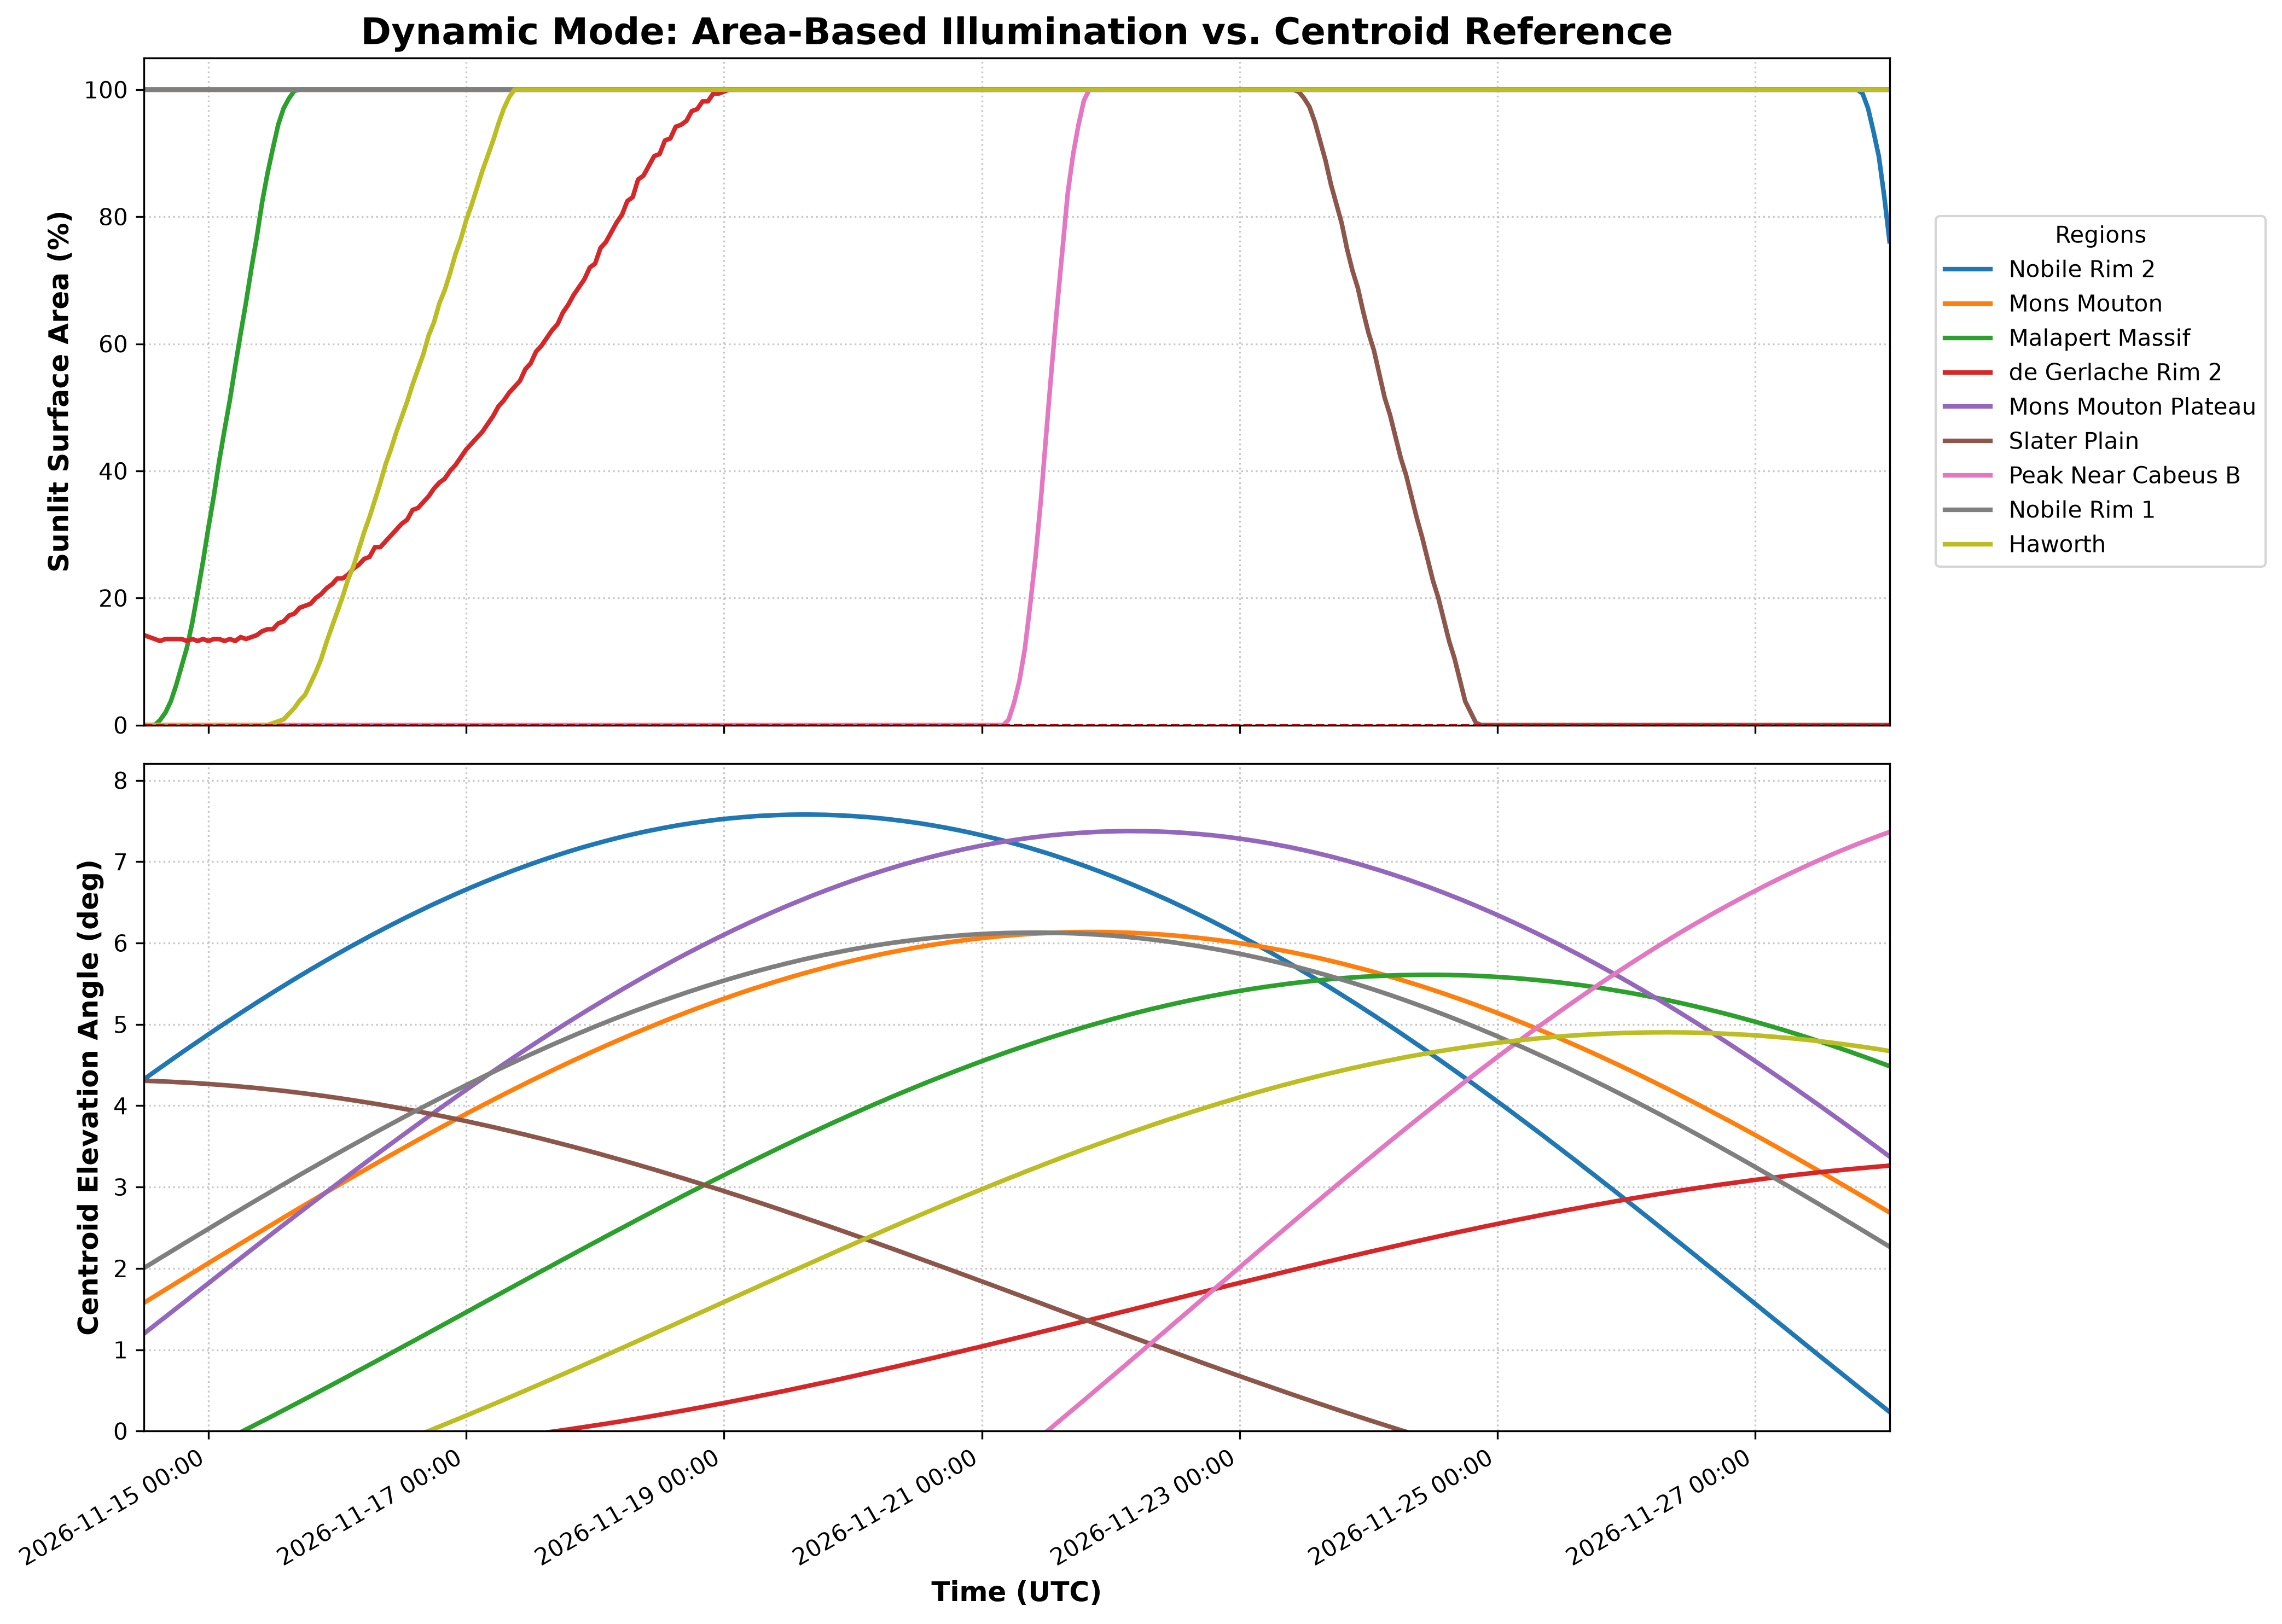 Dynamic Mode: Area-Based Illumination vs. Centroid Reference
Sunlit Surface Area (%)
100
80
60
40
20
0
Regions
Nobile Rim 2
Mons Mouton
Malapert Massif
de Gerlache Rim 2
Mons Mouton Plateau
Slater Plain
Peak Near Cabeus B
Nobile Rim 1
Haworth
Centroid Elevation Angle (deg)
8
7
6
5
4
3
2
1
0
2026-11-15 00:00
2026-11-17 00:00
2026-11-19 00:00
2026-11-21 00:00
2026-11-23 00:00
2026-11-25 00:00
2026-11-27 00:00
Time (UTC)